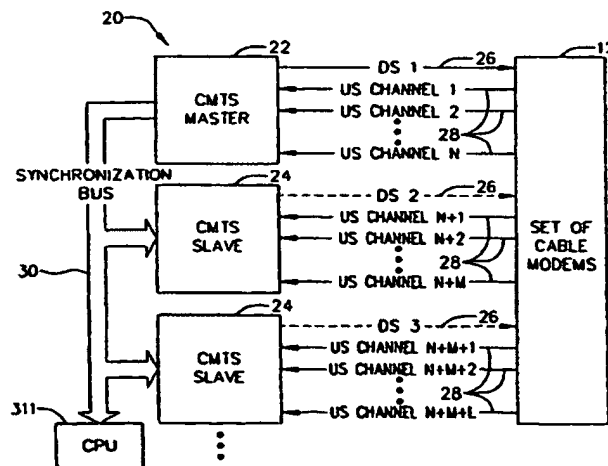 20
22
CMTS
MASTER
DS 1
26
US CHANNEL 1
US CHANNEL 2
28
US CHANNEL N
SYNCHRONIZATION
BUS
30
24
CMTS
SLAVE
DS 2
26
US CHANNEL N+1
US CHANNEL N+2
28
US CHANNEL N+M
SET OF
CABLE
MODEMS
24
CMTS
SLAVE
DS 3
26
US CHANNEL N+M+1
US CHANNEL N+M+2
28
US CHANNEL N+M+L
311
CPU